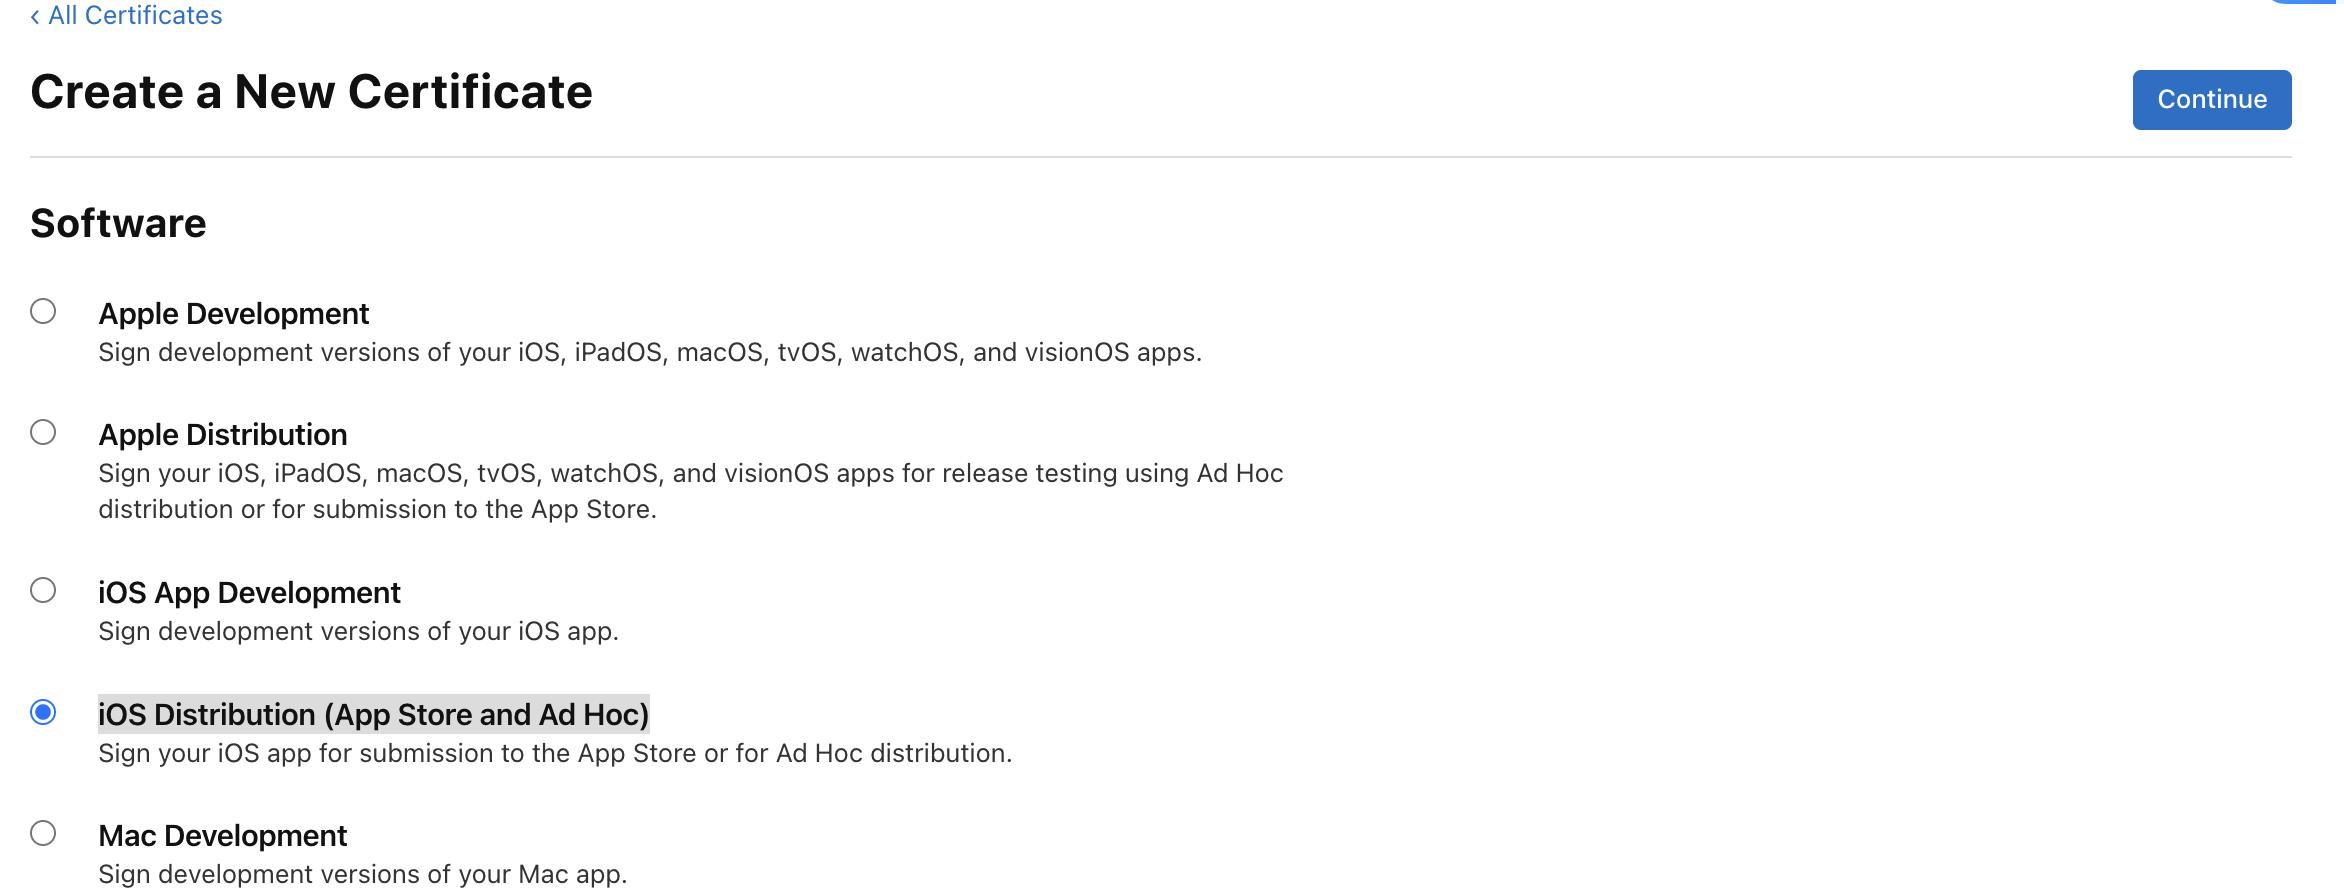 ‹ All Certificates
Create a New Certificate
Continue
Software
Apple Development
Sign development versions of your iOS, iPadOS, macOS, tvOS, watchOS, and visionOS apps.
Apple Distribution
Sign your iOS, iPadOS, macOS, tvOS, watchOS, and visionOS apps for release testing using Ad Hoc
distribution or for submission to the App Store.
iOS App Development
Sign development versions of your iOS app.
iOS Distribution (App Store and Ad Hoc)
Sign your iOS app for submission to the App Store or for Ad Hoc distribution.
Mac Development
Sign development versions of your Mac app.